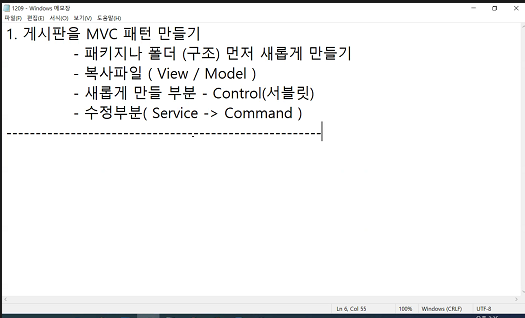 1209 - Windows 메모장
파일(F) 편집(E) 서식(O) 보기(V) 도움말(H)
1. 게시판을 MVC 패턴 만들기
- 패키지나 폴더 (구조) 먼저 새롭게 만들기
- 복사파일 ( View / Model )
- 새롭게 만들 부분 - Control(서블릿)
- 수정부분( Service -> Command )
------------------------------------------------------
Ln 6, Col 55 100% Windows (CRLF) UTF-8